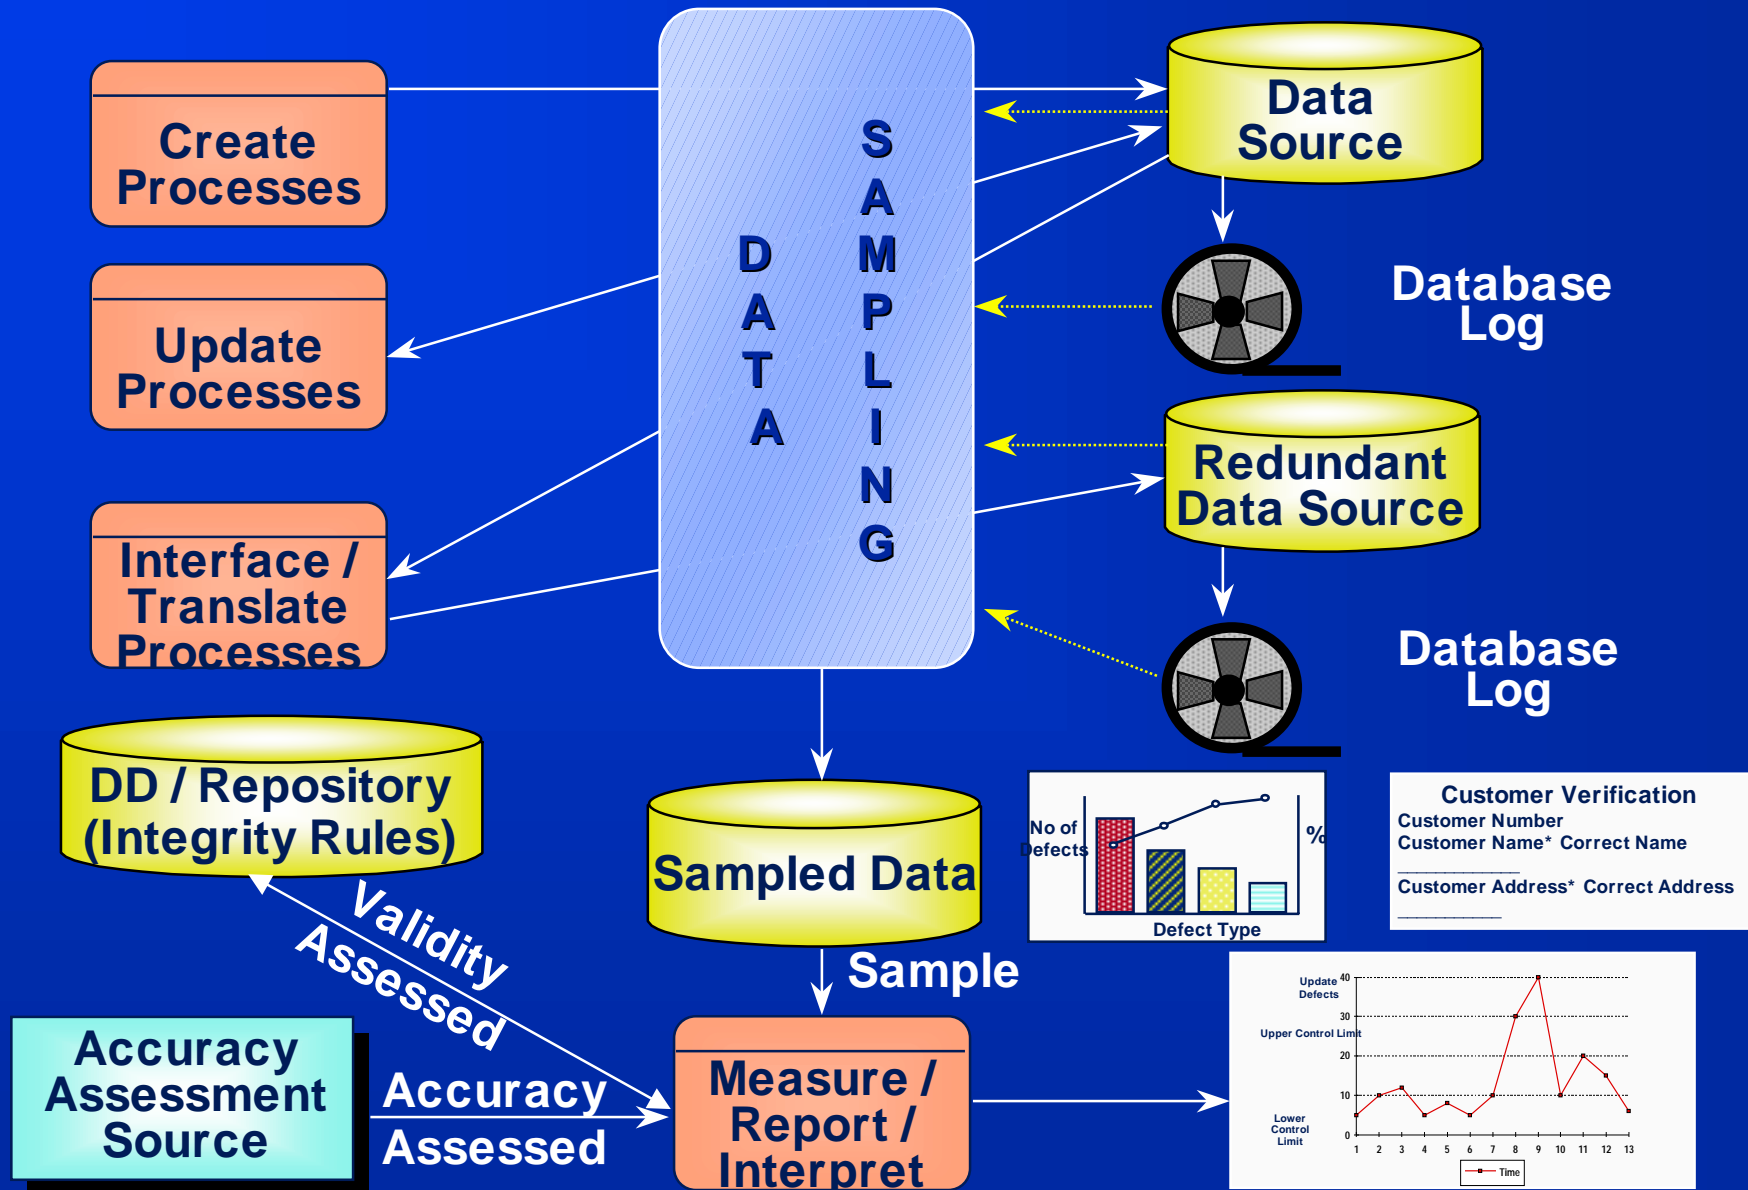 Create
Processes
Update
Processes
Interface /
Translate
Processes
DATA
SAMPLING
Data
Source
Database
Log
Redundant
Data Source
Database
Log
DD / Repository
(Integrity Rules)
Validity
Assessed
Sampled Data
Sample
Accuracy
Assessment
Source
Accuracy
Assessed
Measure /
Report /
Interpret
No of
Defects
%
Defect Type
Customer Verification
Customer Number
Customer Name* Correct Name
_______________
Customer Address* Correct Address
_____________
Update
Defects
40
30
Upper Control Limit
20
10
Lower
Control
Limit
0
1 2 3 4 5 6 7 8 9 10 11 12 13
Time